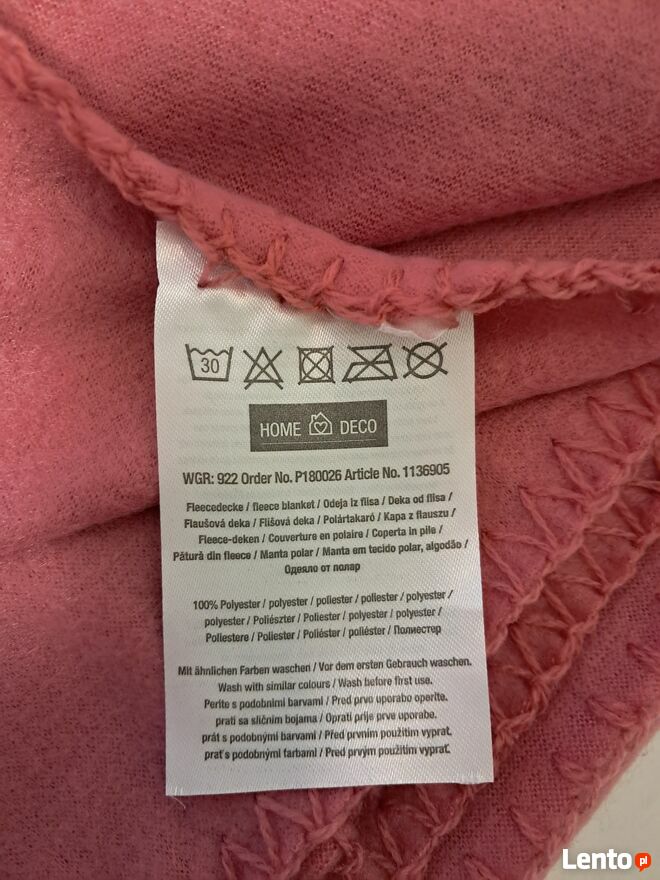 30
HOME DECO
WGR: 922 Order No. P180026 Article No. 1136905
Fleecedecke / fleece blanket / Odeja iz flisa / Deka od flisa /
Flaušová deka / Flišová deka / Polártakaró / Kapa z flauszu /
Fleece-deken / Couverture en polaire / Coperta in pile /
Pătură din fleece / Manta polar / Manta em tecido polar, algodão /
Одеяло от полар
100% Polyester / polyester / poliester / poliester / polyester /
polyester / Poliészter / Poliester / polyester / polyester /
Poliestere / Poliester / Poliéster / poliéster / Полиестер
Mit ähnlichen Farben waschen / Vor dem ersten Gebrauch waschen.
Wash with similar colours / Wash before first use.
Perite s podobnimi barvami / Pred prvo uporabo operite.
prati sa sličnim bojama / Oprati prije prve uporabe.
prát s podobnými barvami / Před prvním použitím vyprat.
prať s podobnými farbami / Pred prvým použitím vyprať.
Lento.pl